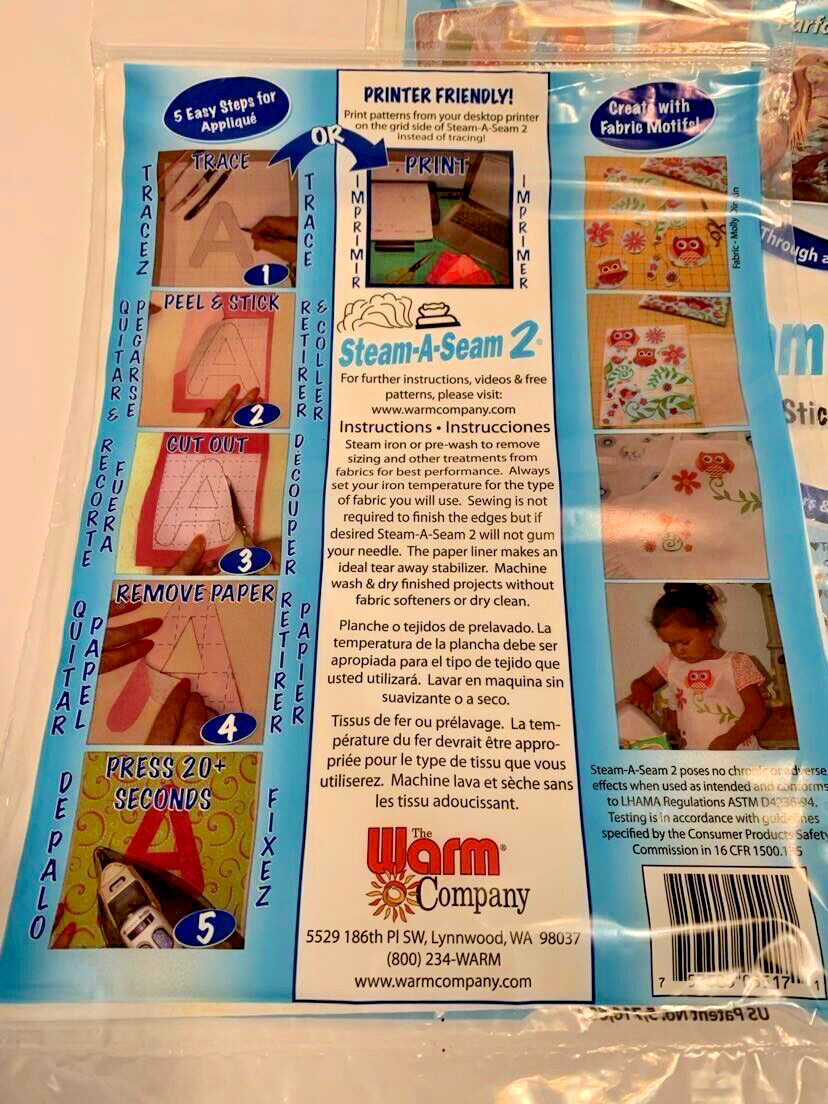 5 Easy Steps for
Appliqué
OR
TRACE
TRACEZ
TRACE
1
PEEL & STICK
QUITAR &
PEGARSE
RETIRER
& COLLER
2
CUT OUT
RECORTE
FUERA
DÉCOUPER
3
REMOVE PAPER
QUITAR
PAPEL
RETIRER
PAPIER
4
PRESS 20+
SECONDS
DE PALO
FIXEZ
5
PRINTER FRIENDLY!
Print patterns from your desktop printer
on the grid side of Steam-A-Seam 2
instead of tracing!
PRINT
IMPRIMIR
IMPRIMER
Steam-A-Seam 2®
For further instructions, videos & free
patterns, please visit:
www.warmcompany.com
Instructions • Instrucciones
Steam iron or pre-wash to remove
sizing and other treatments from
fabrics for best performance. Always
set your iron temperature for the type
of fabric you will use. Sewing is not
required to finish the edges but if
desired Steam-A-Seam 2 will not gum
your needle. The paper liner makes an
ideal tear away stabilizer. Machine
wash & dry finished projects without
fabric softeners or dry clean.
Planche o tejidos de prelavado. La
temperatura de la plancha debe ser
apropiada para el tipo de tejido que
usted utilizará. Lavar en maquina sin
suavizante o a seco.
Tissus de fer ou prélavage. La tem-
pérature du fer devrait être appro-
priée pour le type de tissu que vous
utiliserez. Machine lava et sèche sans
les tissu adoucissant.
The
Warm®
Company
5529 186th Pl SW, Lynnwood, WA 98037
(800) 234-WARM
www.warmcompany.com
Create with
Fabric Motifs!
Fabric - Molly
Steam-A-Seam 2 poses no chronic or adverse
effects when used as intended and conforms
to LHAMA Regulations ASTM D4236-94.
Testing is in accordance with guidelines
specified by the Consumer Products Safety
Commission in 16 CFR 1500.135
7
1
US Patent No.
Through a
Stic